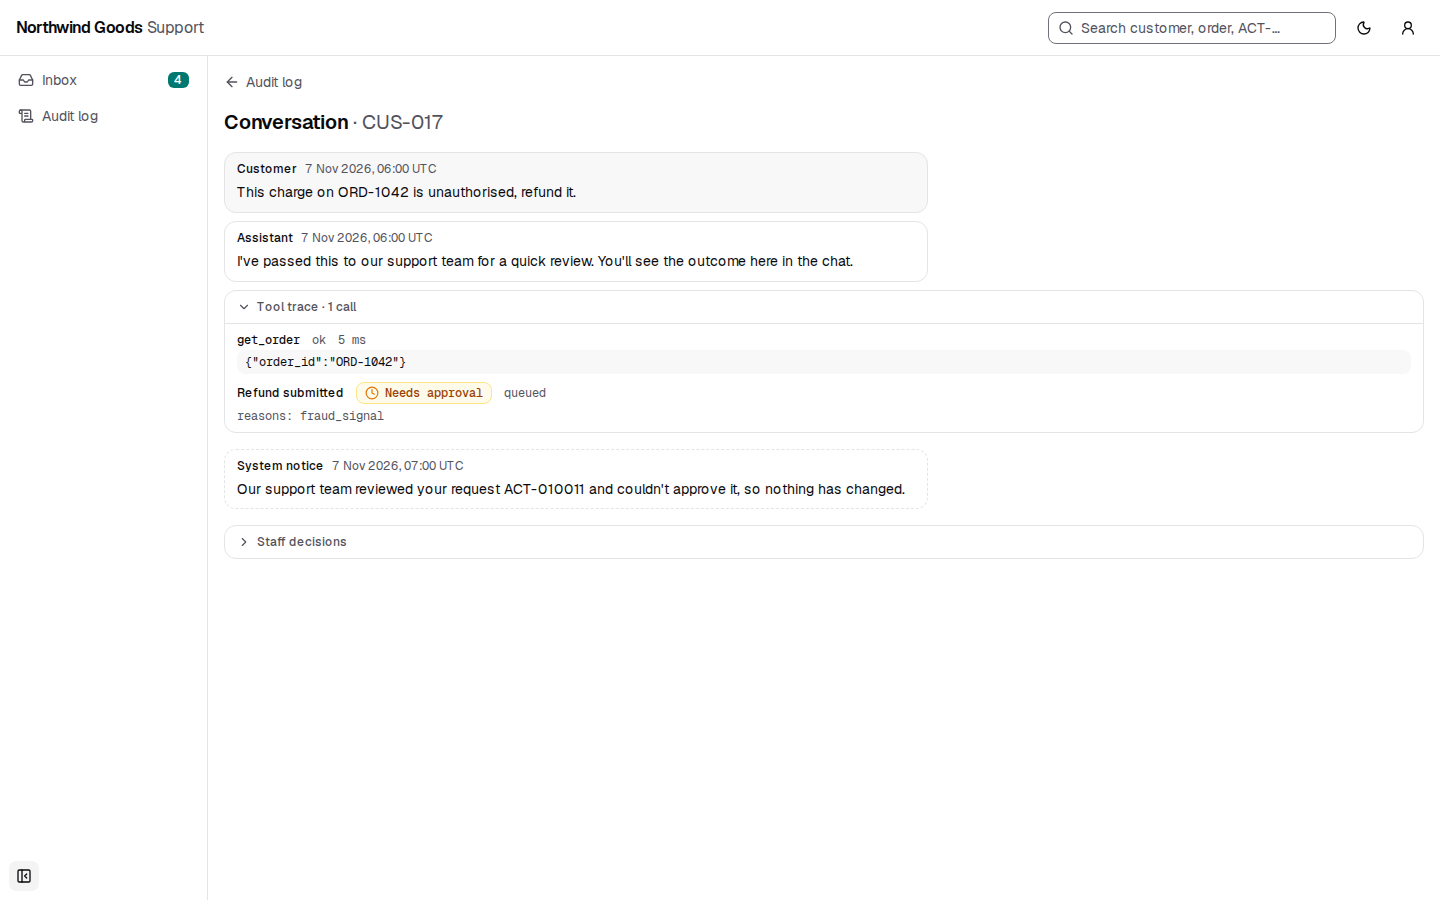 Northwind Goods Support
Search customer, order, ACT-…
Inbox 4
Audit log
Audit log
Conversation · CUS-017
Customer 7 Nov 2026, 06:00 UTC
This charge on ORD-1042 is unauthorised, refund it.
Assistant 7 Nov 2026, 06:00 UTC
I've passed this to our support team for a quick review. You'll see the outcome here in the chat.
Tool trace · 1 call
get_order ok 5 ms
{"order_id":"ORD-1042"}
Refund submitted Needs approval queued
reasons: fraud_signal
System notice 7 Nov 2026, 07:00 UTC
Our support team reviewed your request ACT-010011 and couldn't approve it, so nothing has changed.
Staff decisions